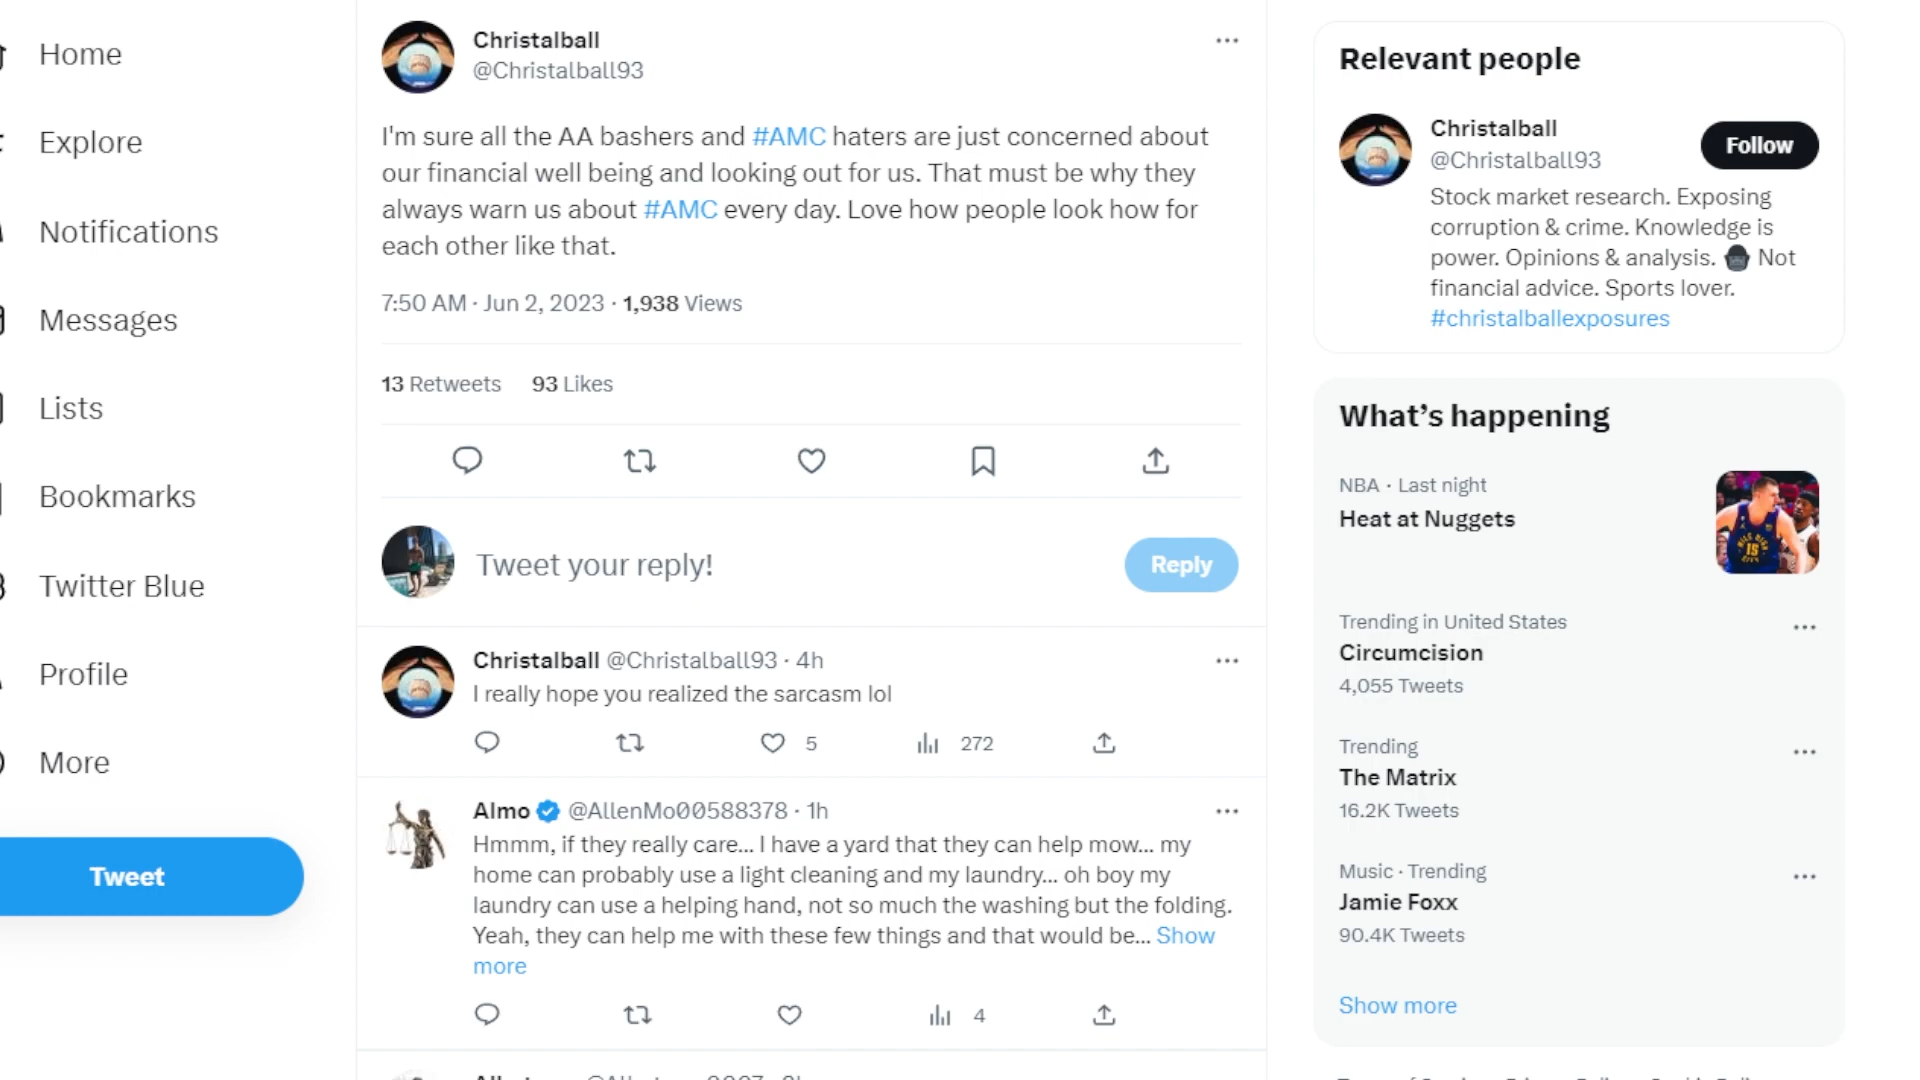 Home
Explore
Notifications
Messages
Lists
Bookmarks
Twitter Blue
Profile
More
Tweet
Christalball
@Christalball93
I'm sure all the AA bashers and #AMC haters are just concerned about
our financial well being and looking out for us. That must be why they
always warn us about #AMC every day. Love how people look how for
each other like that.
7:50 AM · Jun 2, 2023 · 1,938 Views
13 Retweets 93 Likes
Tweet your reply!
Reply
Christalball @Christalball93 · 4h
I really hope you realized the sarcasm lol
5 272
Almo @AllenMo00588378 · 1h
Hmmm, if they really care... I have a yard that they can help mow... my
home can probably use a light cleaning and my laundry... oh boy my
laundry can use a helping hand, not so much the washing but the folding.
Yeah, they can help me with these few things and that would be... Show
more
4
Relevant people
Christalball
@Christalball93
Follow
Stock market research. Exposing
corruption & crime. Knowledge is
power. Opinions & analysis. Not
financial advice. Sports lover.
#christalballexposures
What’s happening
NBA · Last night
Heat at Nuggets
15
Trending in United States
Circumcision
4,055 Tweets
Trending
The Matrix
16.2K Tweets
Music · Trending
Jamie Foxx
90.4K Tweets
Show more